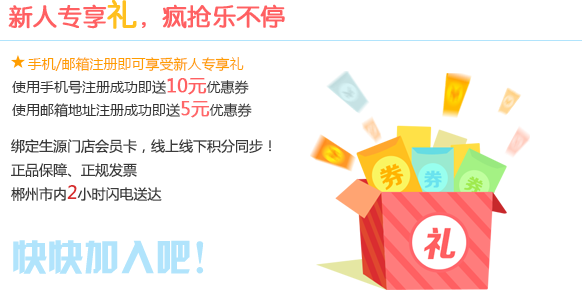 新人专享礼，疯抢乐不停
★ 手机/邮箱注册即可享受新人专享礼
使用手机号注册成功即送10元优惠券
使用邮箱地址注册成功即送5元优惠券
绑定生源门店会员卡，线上线下积分同步！
正品保障、正规发票
郴州市内2小时闪电送达
快快加入吧！
券 券 券
礼